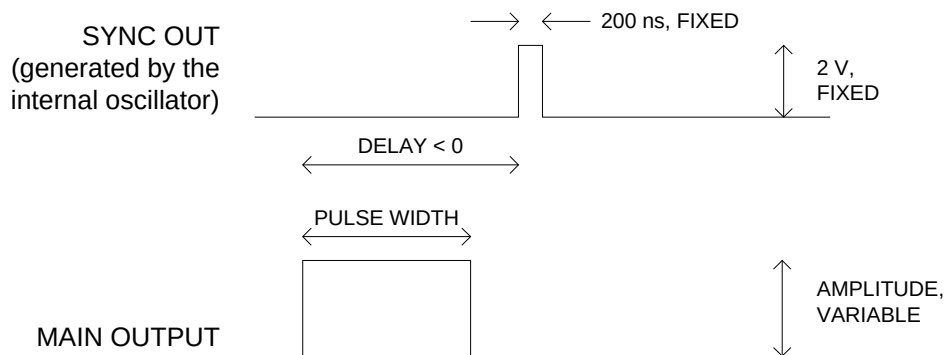 SYNC OUT
(generated by the
internal oscillator)
200 ns, FIXED
2 V,
FIXED
DELAY < 0
PULSE WIDTH
MAIN OUTPUT
AMPLITUDE,
VARIABLE